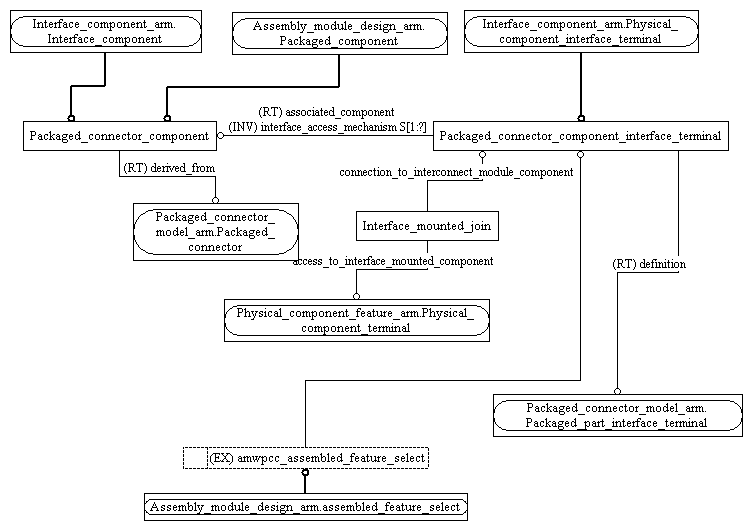 Interface_component_arm.
Interface_component
Assembly_module_design_arm.
Packaged_component
Interface_component_arm.Physical_
component_interface_terminal
(RT) associated_component
(INV) interface_access_mechanism S[1:?]
Packaged_connector_component
Packaged_connector_component_interface_terminal
(RT) derived_from
connection_to_interconnect_module_component
Packaged_connector_
model_arm.Packaged_
connector
Interface_mounted_join
access_to_interface_mounted_component
(RT) definition
Physical_component_feature_arm.Physical_
component_terminal
Packaged_connector_model_arm.
Packaged_part_interface_terminal
(EX) amwpcc_assembled_feature_select
Assembly_module_design_arm.assembled_feature_select